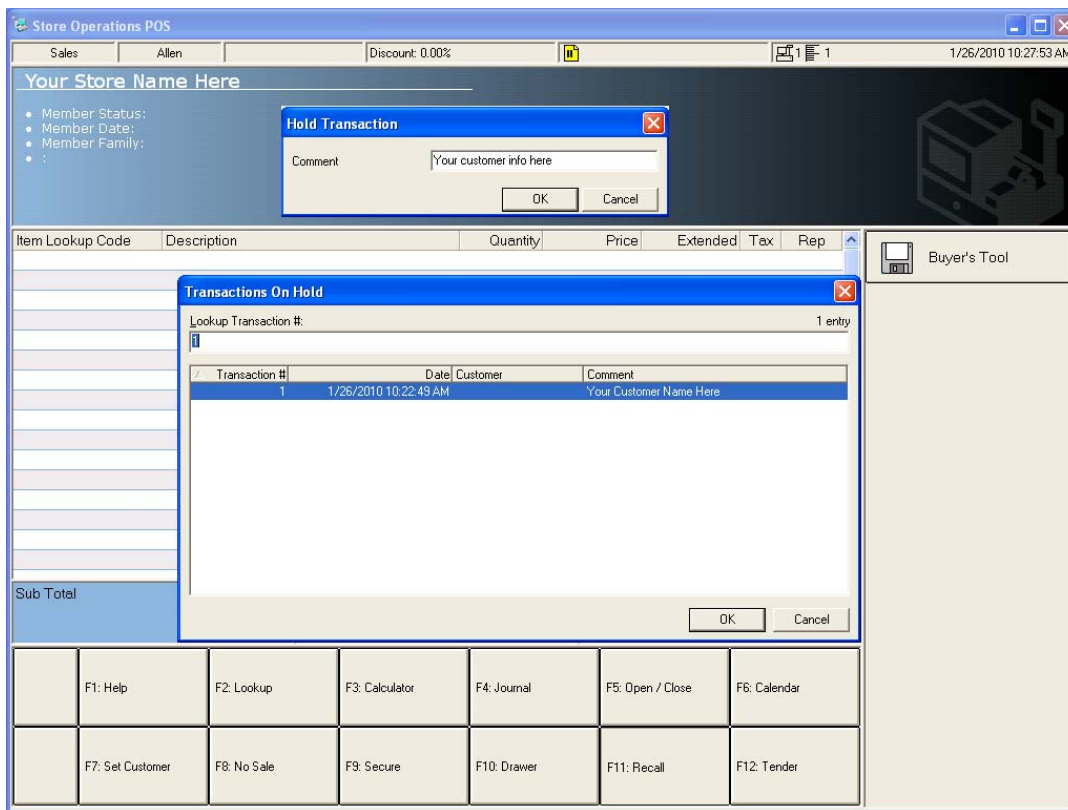 Store Operations POS
Sales Allen Discount: 0.00% 1 1 1/26/2010 10:27:53 AM
Your Store Name Here
• Member Status:
• Member Date:
• Member Family:
• :
Hold Transaction
Comment Your customer info here
OK Cancel
Item Lookup Code Description Quantity Price Extended Tax Rep
Buyer's Tool
Transactions On Hold
Lookup Transaction #: 1 entry
1
Transaction # Date Customer Comment
1 1/26/2010 10:22:49 AM Your Customer Name Here
Sub Total
OK Cancel
F1: Help F2: Lookup F3: Calculator F4: Journal F5: Open / Close F6: Calendar
F7: Set Customer F8: No Sale F9: Secure F10: Drawer F11: Recall F12: Tender